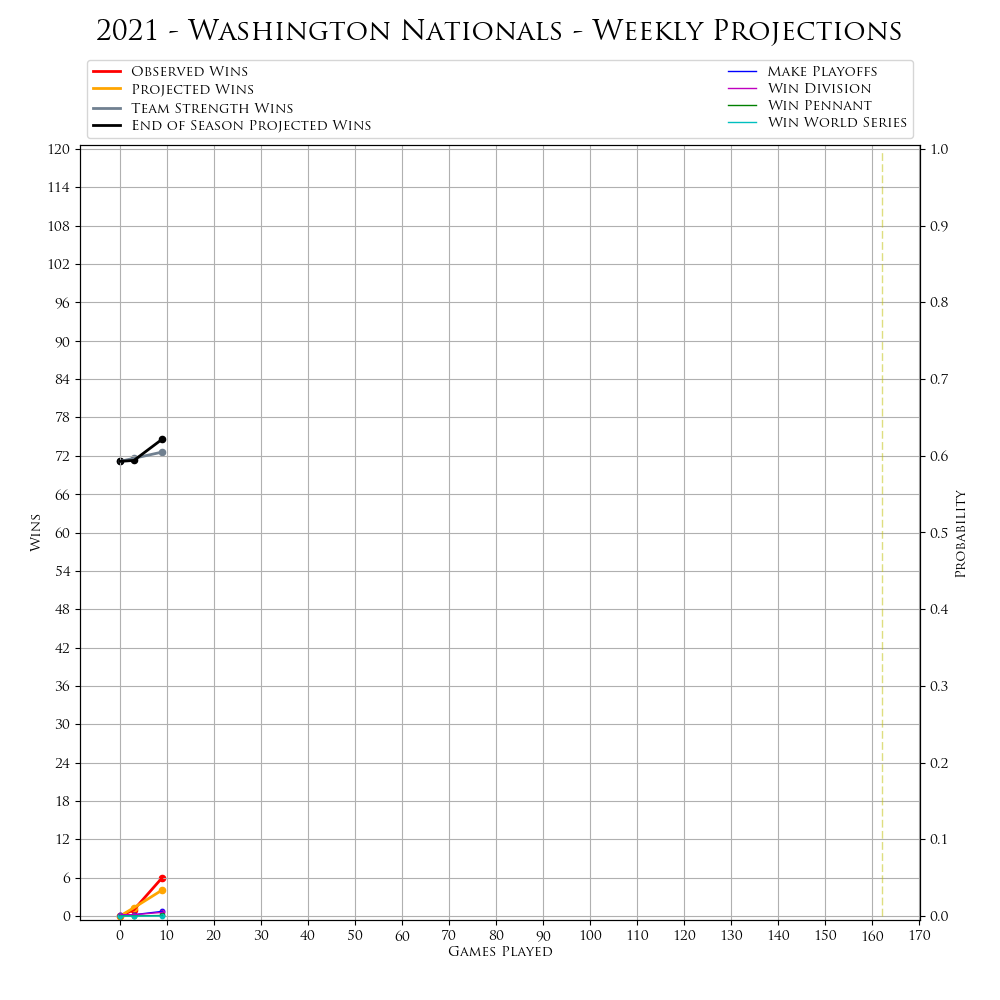 2021 - Washington Nationals - Weekly Projections
Observed Wins
Projected Wins
Team Strength Wins
End of Season Projected Wins
Make Playoffs
Win Division
Win Pennant
Win World Series
120
114
108
102
96
90
84
78
72
66
60
54
48
42
36
30
24
18
12
6
0
Wins
1.0
0.9
0.8
0.7
0.6
0.5
0.4
0.3
0.2
0.1
0.0
Probability
0 10 20 30 40 50 60 70 80 90 100 110 120 130 140 150 160 170
Games Played